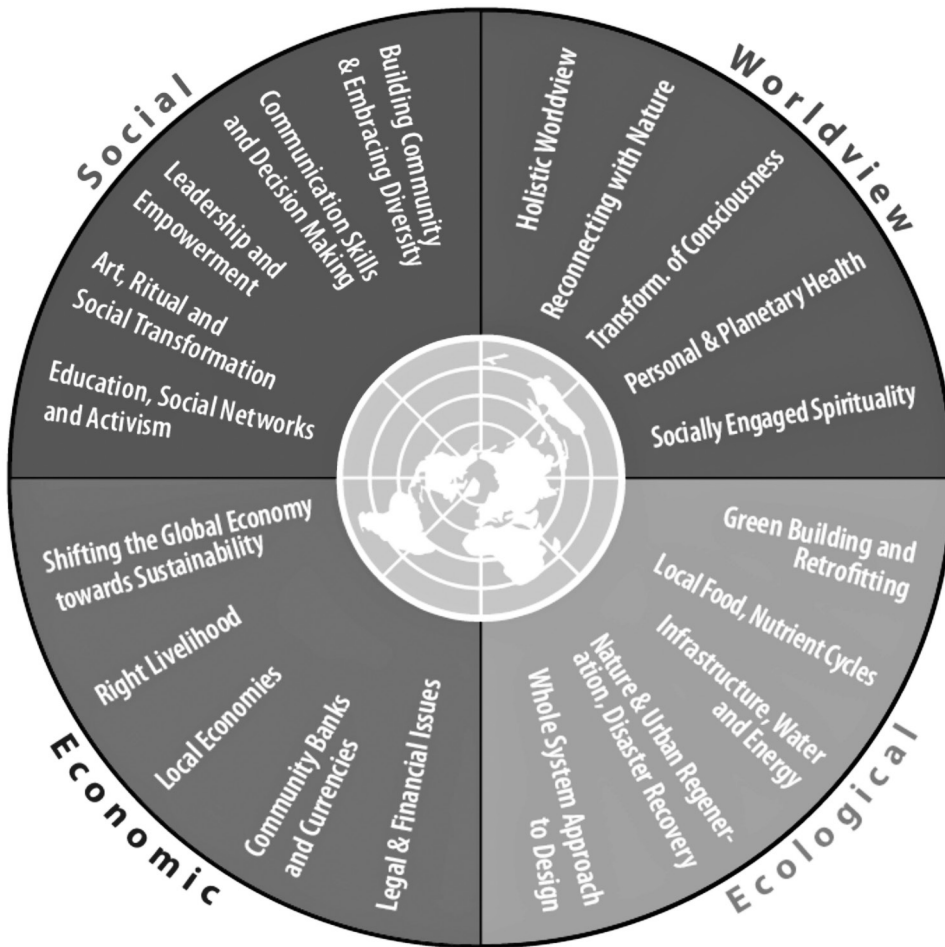 Social
Building Community
& Embracing Diversity
Communication Skills
and Decision Making
Leadership and
Empowerment
Art, Ritual and
Social Transformation
Education, Social Networks
and Activism
Worldview
Holistic Worldview
Reconnecting with Nature
Transform. of Consciousness
Personal & Planetary Health
Socially Engaged Spirituality
Economic
Shifting the Global Economy
towards Sustainability
Right Livelihood
Local Economies
Community Banks
and Currencies
Legal & Financial Issues
Ecological
Green Building and
Retrofitting
Local Food, Nutrient Cycles
Infrastructure, Water
and Energy
Nature & Urban Regener-
ation, Disaster Recovery
Whole System Approach
to Design